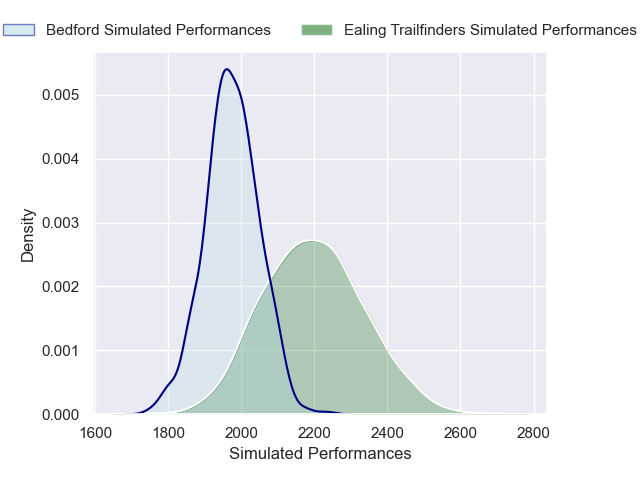 Bedford Simulated Performances
Ealing Trailfinders Simulated Performances
Density
0.005
0.004
0.003
0.002
0.001
0.000
1600 1800 2000 2200 2400 2600 2800
Simulated Performances